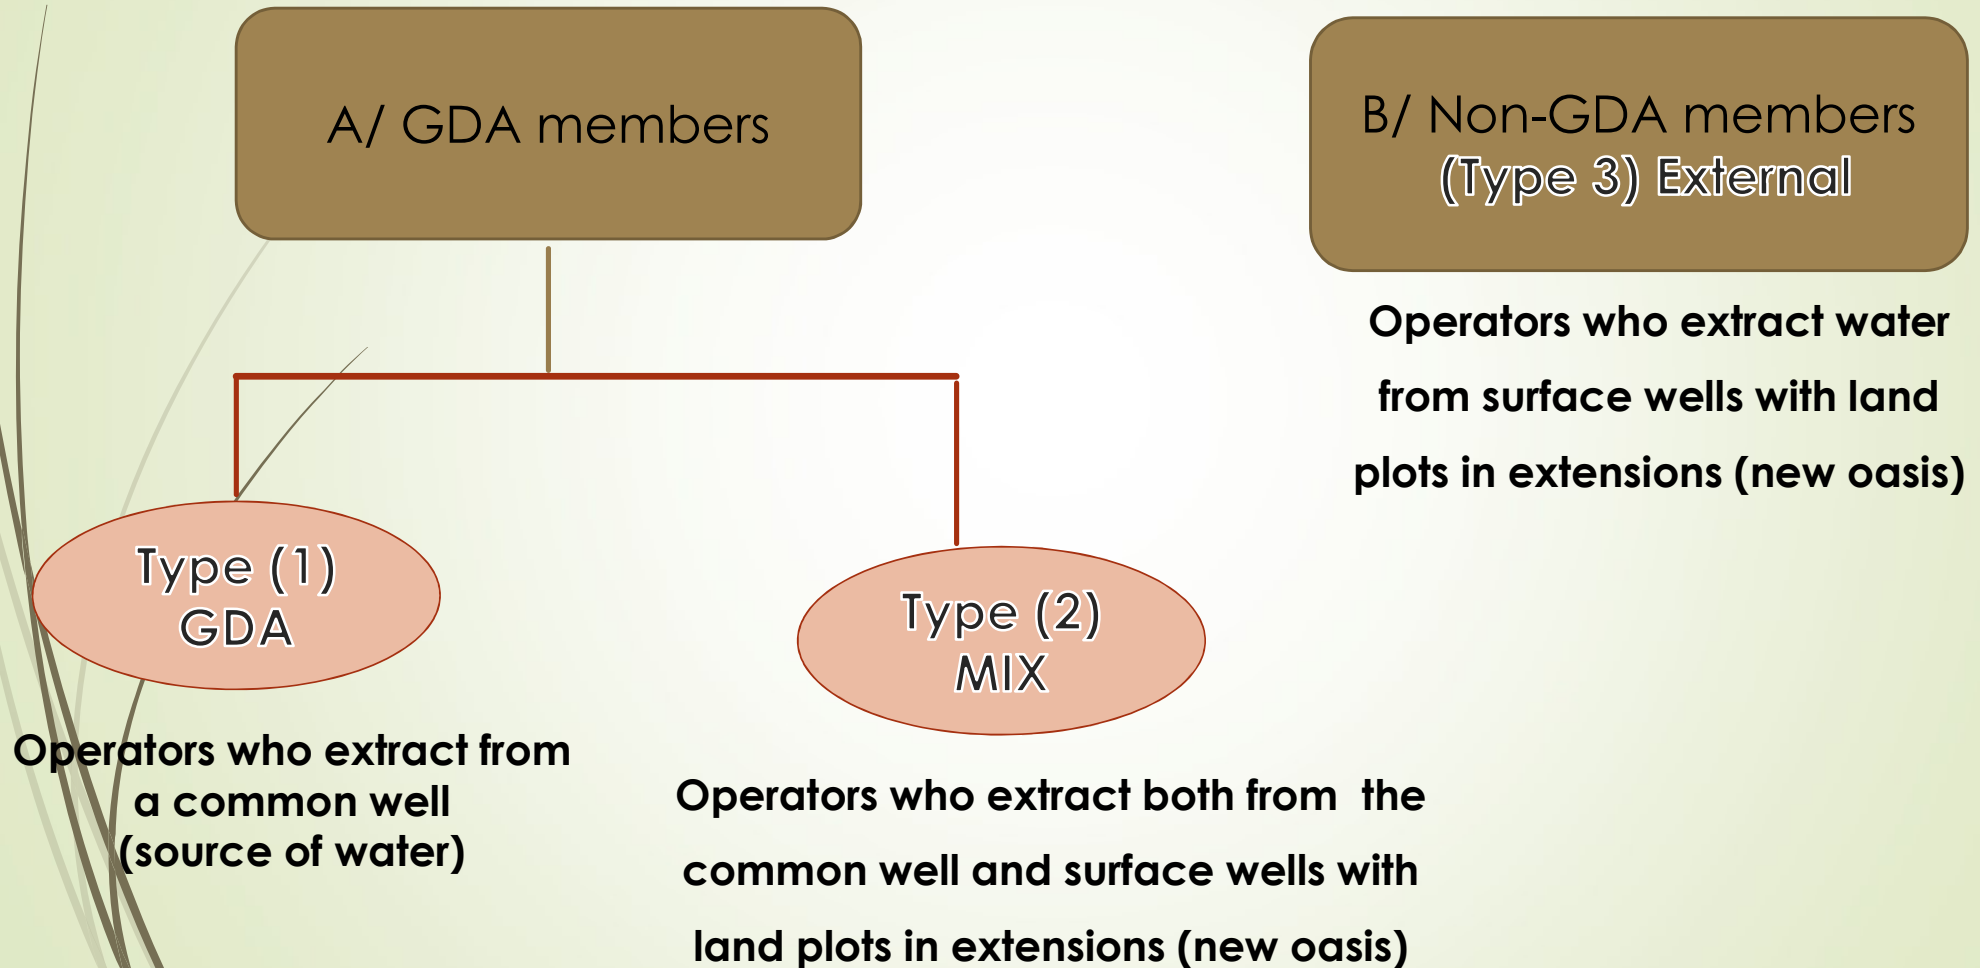 A/ GDA members
B/ Non-GDA members
(Type 3) External
Operators who extract water
from surface wells with land
plots in extensions (new oasis)
Type (1)
GDA
Operators who extract from
a common well
(source of water)
Type (2)
MIX
Operators who extract both from the
common well and surface wells with
land plots in extensions (new oasis)